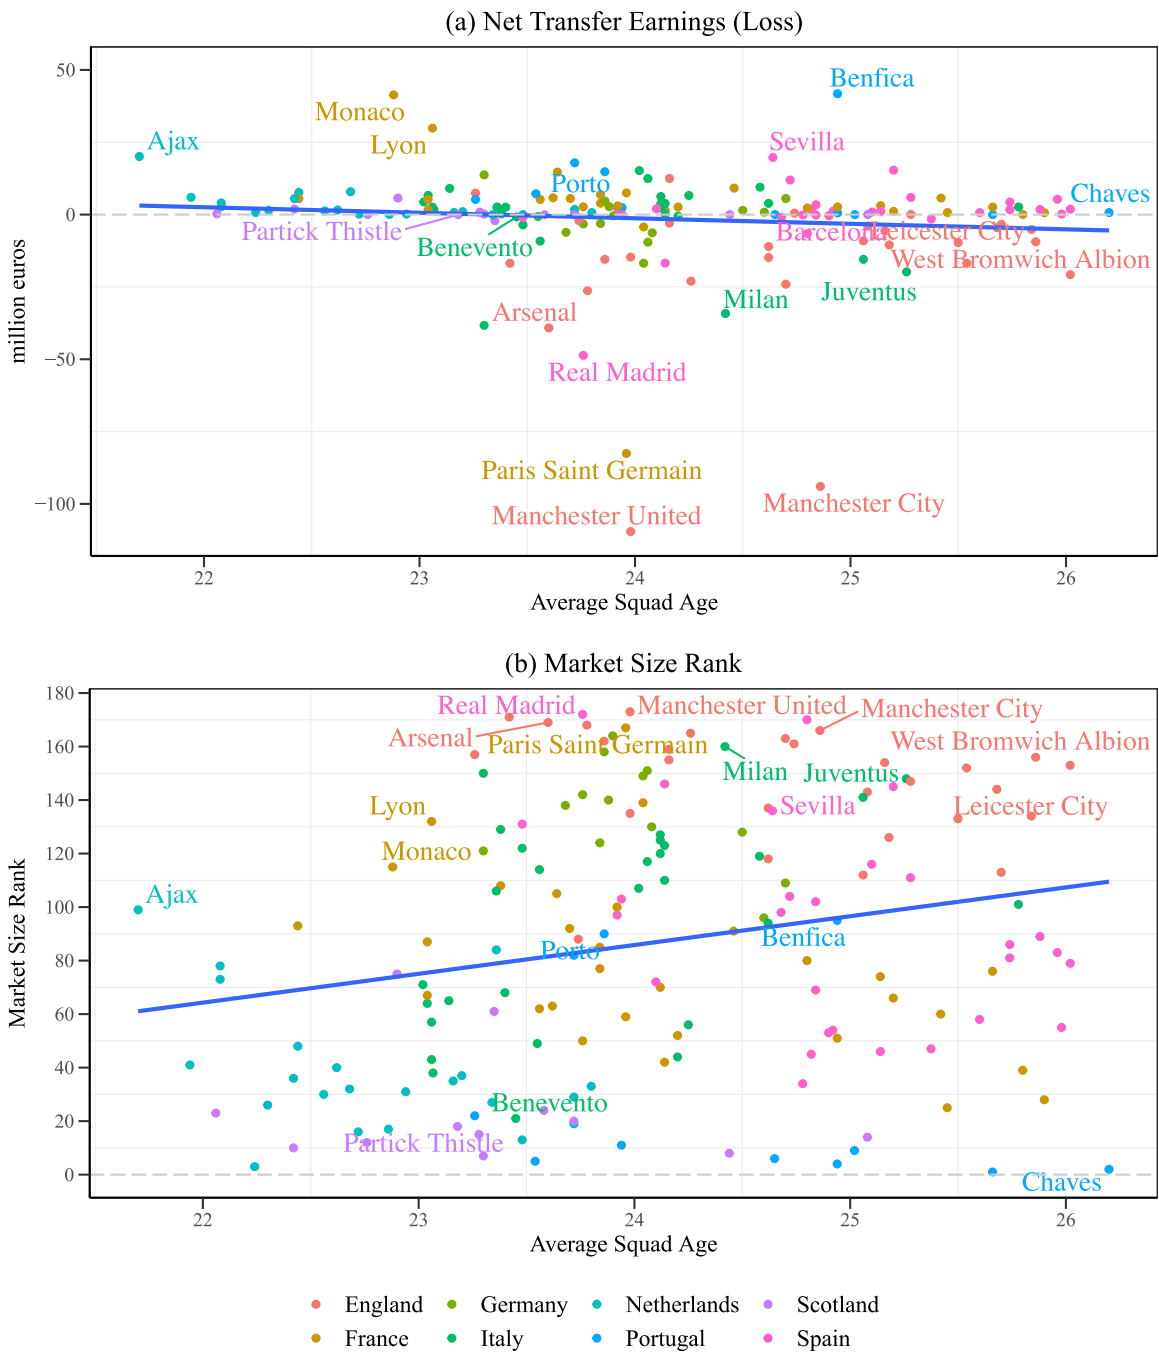 (a) Net Transfer Earnings (Loss)
50
0
−50
−100
million euros
Benfica
Monaco
Ajax
Lyon
Sevilla
Porto
Chaves
Partick Thistle
Benevento
Barcelona
Leicester City
West Bromwich Albion
Juventus
Milan
Arsenal
Real Madrid
Paris Saint Germain
Manchester City
Manchester United
22 23 24 25 26
Average Squad Age
(b) Market Size Rank
180
160
140
120
100
80
60
40
20
0
Market Size Rank
Real Madrid
Manchester United
Manchester City
Arsenal
Paris Saint Germain
West Bromwich Albion
Milan
Juventus
Lyon
Sevilla
Leicester City
Monaco
Ajax
Benfica
Porto
Benevento
Partick Thistle
Chaves
22 23 24 25 26
Average Squad Age
England Germany Netherlands Scotland
France Italy Portugal Spain